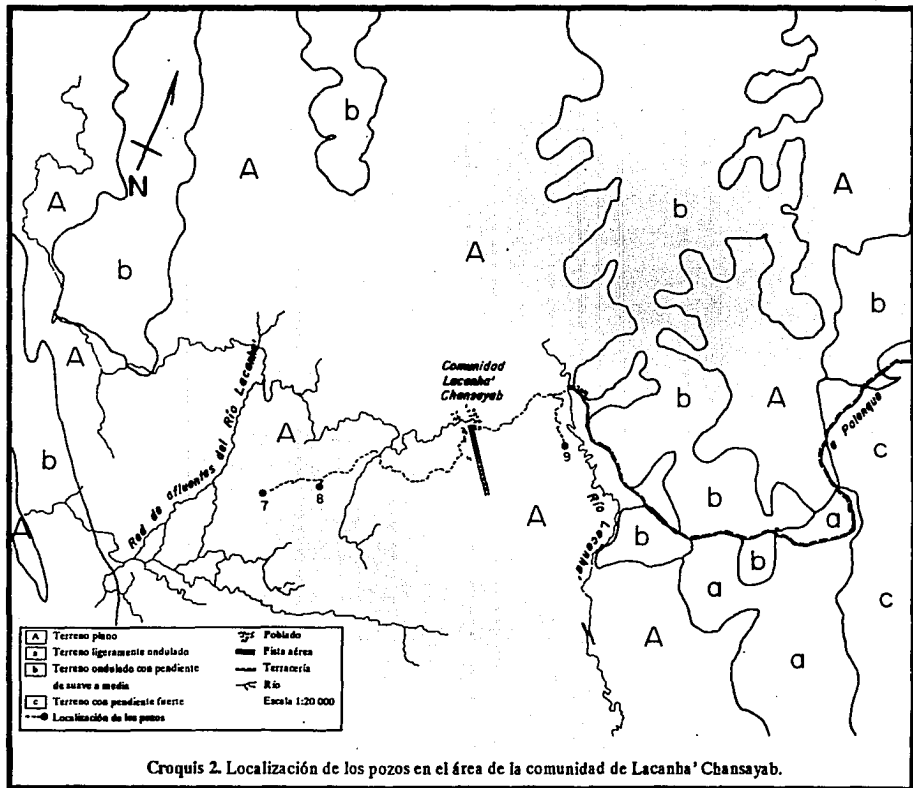 b
A
A
N
A
b
b
A
A
b
A
Comunidad
Lacanha'
Chansayab
b
A
a Palenque
c
b
Red de afluentes del Río Lacanha'
A
7
8
9
A
Río Lacanha'
b
b
a
b
a
A
a
c
A
A Terreno plano
a Terreno ligeramente ondulado
b Terreno ondulado con pendiente
de suave a media
c Terreno con pendiente fuerte
Localización de los pozos
Poblado
Pista aérea
Terracería
Río
Escala 1:20 000
Croquis 2. Localización de los pozos en el área de la comunidad de Lacanha' Chansayab.